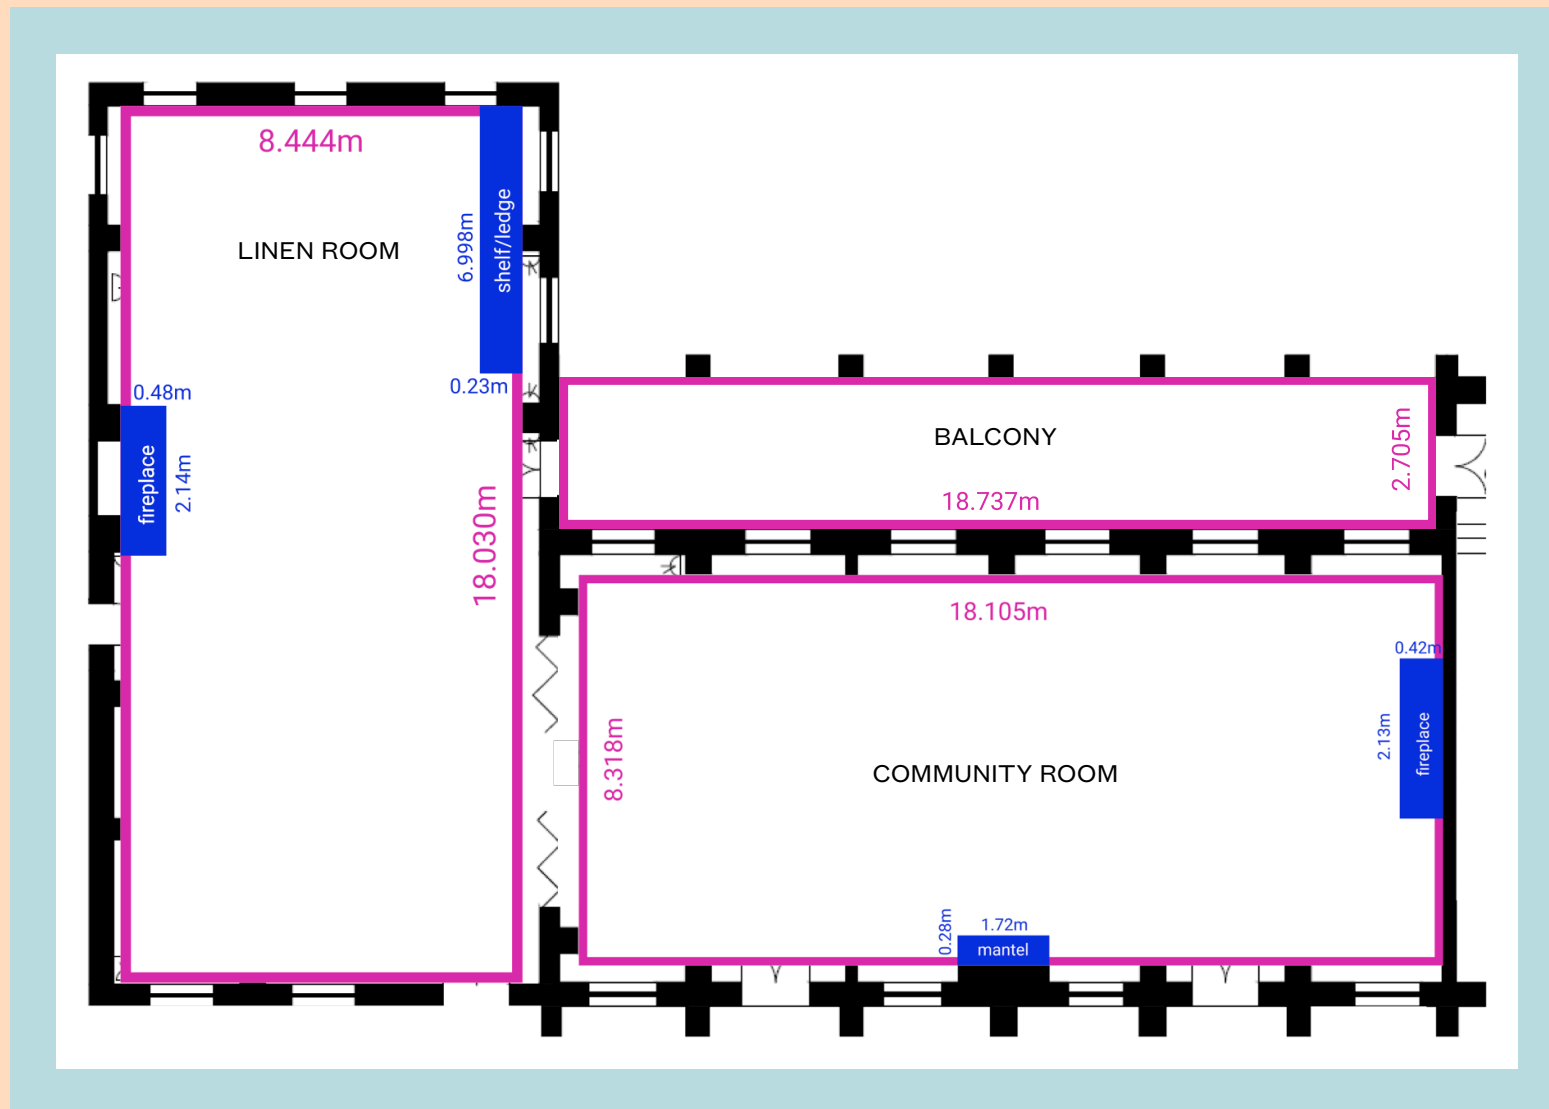 8.444m
LINEN ROOM
shelf/ledge
6.998m
0.23m
0.48m
fireplace
2.14m
18.030m
BALCONY
2.705m
18.737m
18.105m
8.318m
COMMUNITY ROOM
0.42m
2.13m
fireplace
0.28m
1.72m
mantel